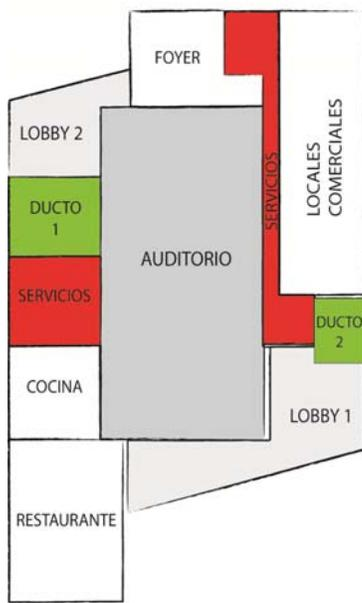 FOYER
LOBBY 2
LOCALES
COMERCIALES
SERVICIOS
DUCTO
1
AUDITORIO
SERVICIOS
DUCTO
2
COCINA
LOBBY 1
RESTAURANTE